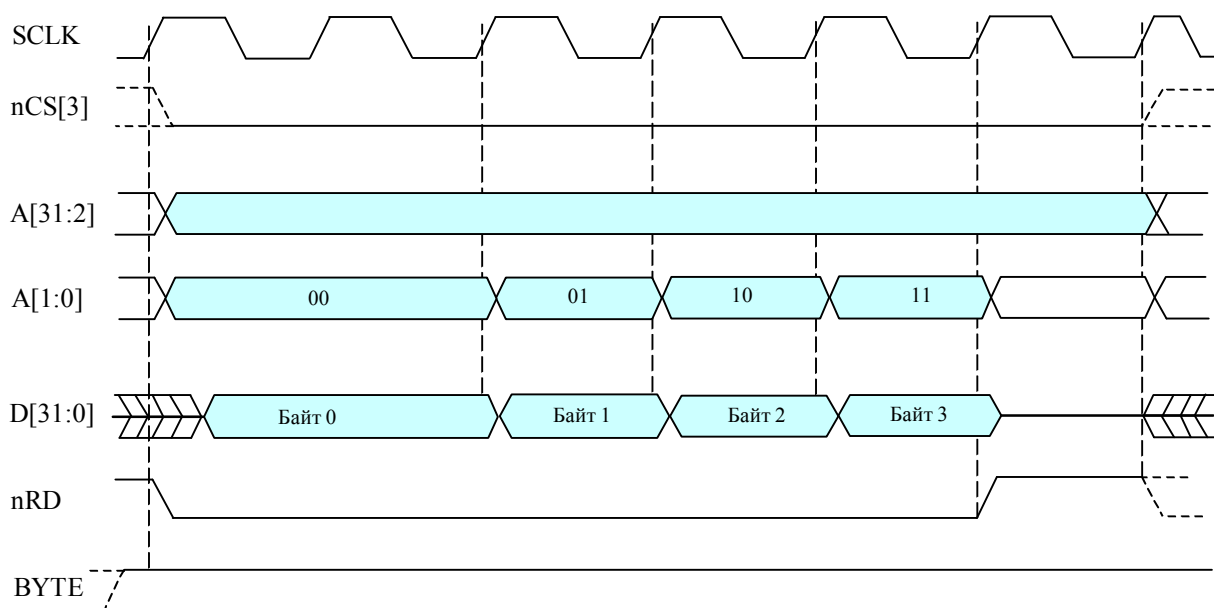 SCLK
nCS[3]
A[31:2]
A[1:0] 00 01 10 11
D[31:0] Байт 0 Байт 1 Байт 2 Байт 3
nRD
BYTE